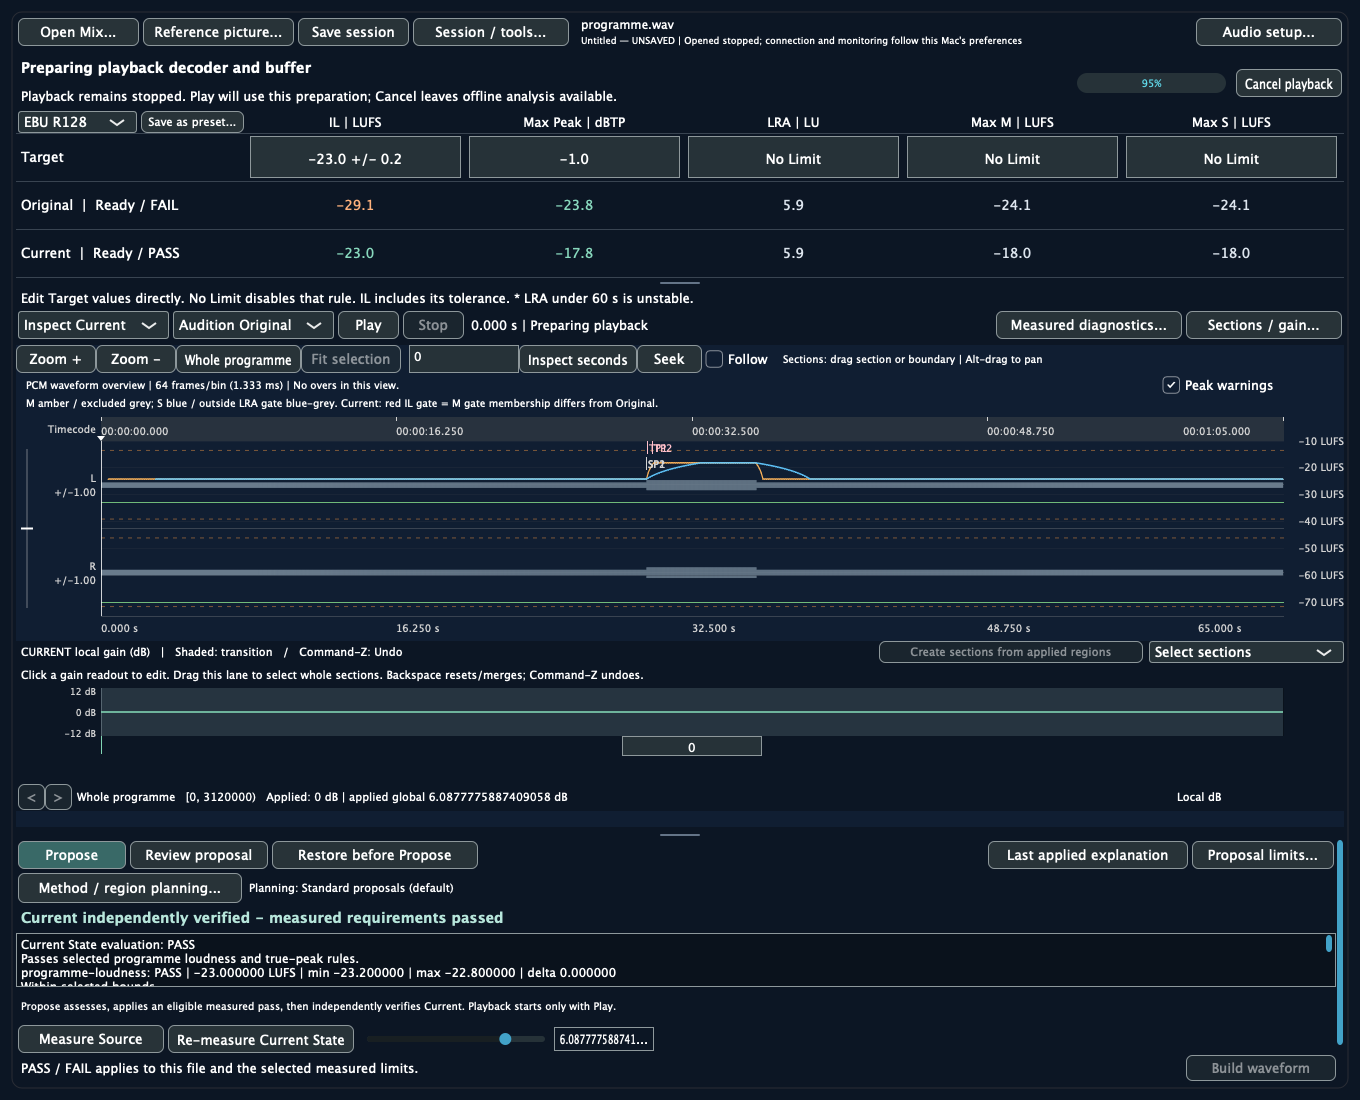 Open Mix...
Reference picture...
Save session
Session / tools...
programme.wav
Untitled — UNSAVED | Opened stopped; connection and monitoring follow this Mac's preferences
Audio setup...
Preparing playback decoder and buffer
Playback remains stopped. Play will use this preparation; Cancel leaves offline analysis available.
95%
Cancel playback
EBU R128
Save as preset...
IL | LUFS
Max Peak | dBTP
LRA | LU
Max M | LUFS
Max S | LUFS
Target
-23.0 +/- 0.2
-1.0
No Limit
No Limit
No Limit
Original | Ready / FAIL
-29.1
-23.8
5.9
-24.1
-24.1
Current | Ready / PASS
-23.0
-17.8
5.9
-18.0
-18.0
Edit Target values directly. No Limit disables that rule. IL includes its tolerance. * LRA under 60 s is unstable.
Inspect Current
Audition Original
Play
Stop
0.000 s | Preparing playback
Measured diagnostics...
Sections / gain...
Zoom +
Zoom -
Whole programme
Fit selection
0
Inspect seconds
Seek
Follow
Sections: drag section or boundary | Alt-drag to pan
PCM waveform overview | 64 frames/bin (1.333 ms) | No overs in this view.
Peak warnings
M amber / excluded grey; S blue / outside LRA gate blue-grey. Current: red IL gate = M gate membership differs from Original.
Timecode
00:00:00.000
00:00:16.250
00:00:32.500
00:00:48.750
00:01:05.000
-10 LUFS
-20 LUFS
-30 LUFS
-40 LUFS
-50 LUFS
-60 LUFS
-70 LUFS
L
+/-1.00
R
+/-1.00
0.000 s
16.250 s
32.500 s
48.750 s
65.000 s
CURRENT local gain (dB) | Shaded: transition / Command-Z: Undo
Create sections from applied regions
Select sections
Click a gain readout to edit. Drag this lane to select whole sections. Backspace resets/merges; Command-Z undoes.
12 dB
0 dB
-12 dB
0
< > Whole programme [0, 3120000) Applied: 0 dB | applied global 6.0877775887409058 dB
Local dB
Propose
Review proposal
Restore before Propose
Last applied explanation
Proposal limits...
Method / region planning...
Planning: Standard proposals (default)
Current independently verified - measured requirements passed
Current State evaluation: PASS
Passes selected programme loudness and true-peak rules.
programme-loudness: PASS | -23.000000 LUFS | min -23.200000 | max -22.800000 | delta 0.000000
Within selected bounds
Propose assesses, applies an eligible measured pass, then independently verifies Current. Playback starts only with Play.
Measure Source
Re-measure Current State
6.087777588741...
PASS / FAIL applies to this file and the selected measured limits.
Build waveform